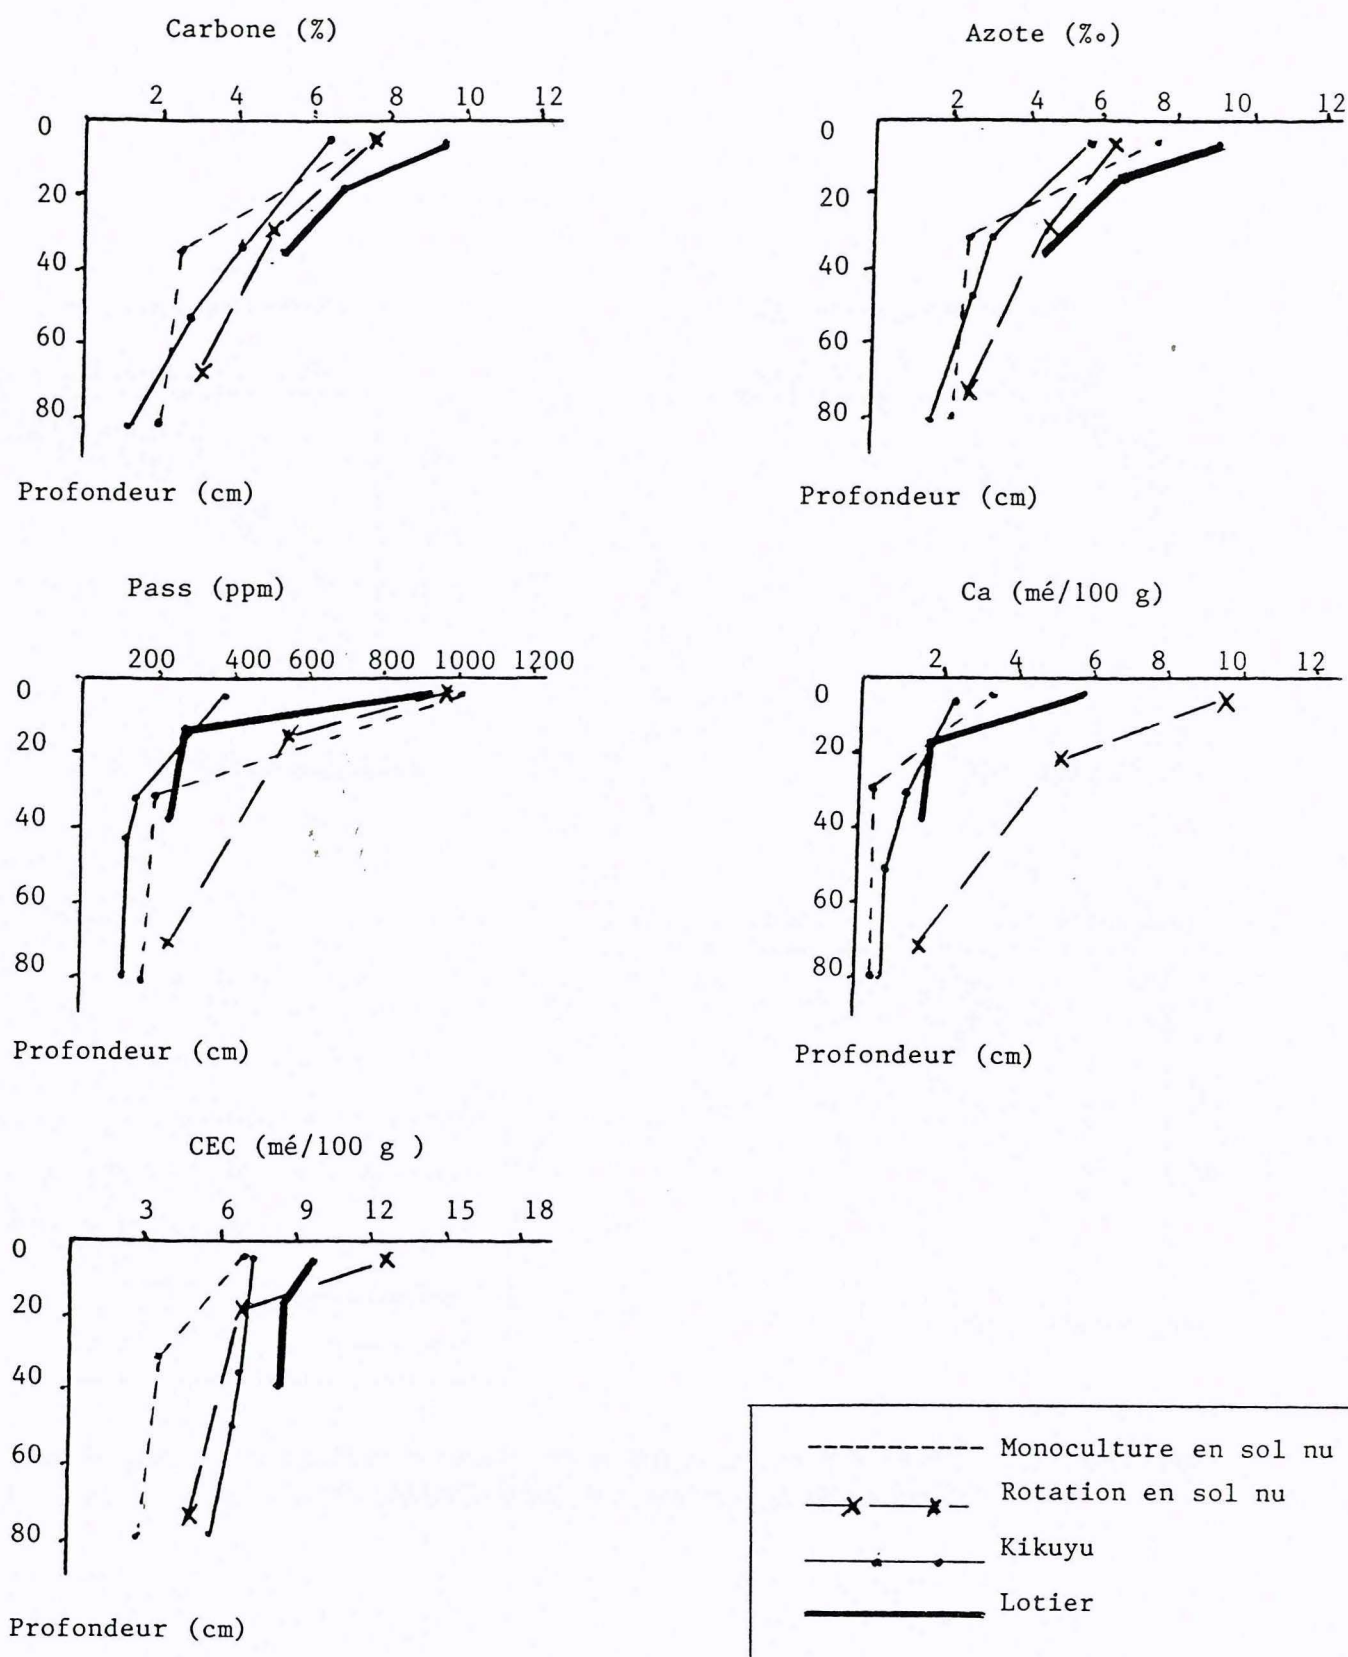 Carbone (%)
2 4 6 8 10 12
0
20
40
60
80
Profondeur (cm)
Azote (‰)
2 4 6 8 10 12
0
20
40
60
80
Profondeur (cm)
Pass (ppm)
200 400 600 800 1000 1200
0
20
40
60
80
Profondeur (cm)
Ca (mé/100 g)
2 4 6 8 10 12
0
20
40
60
80
Profondeur (cm)
CEC (mé/100 g )
3 6 9 12 15 18
0
20
40
60
80
Profondeur (cm)
Monoculture en sol nu
Rotation en sol nu
Kikuyu
Lotier